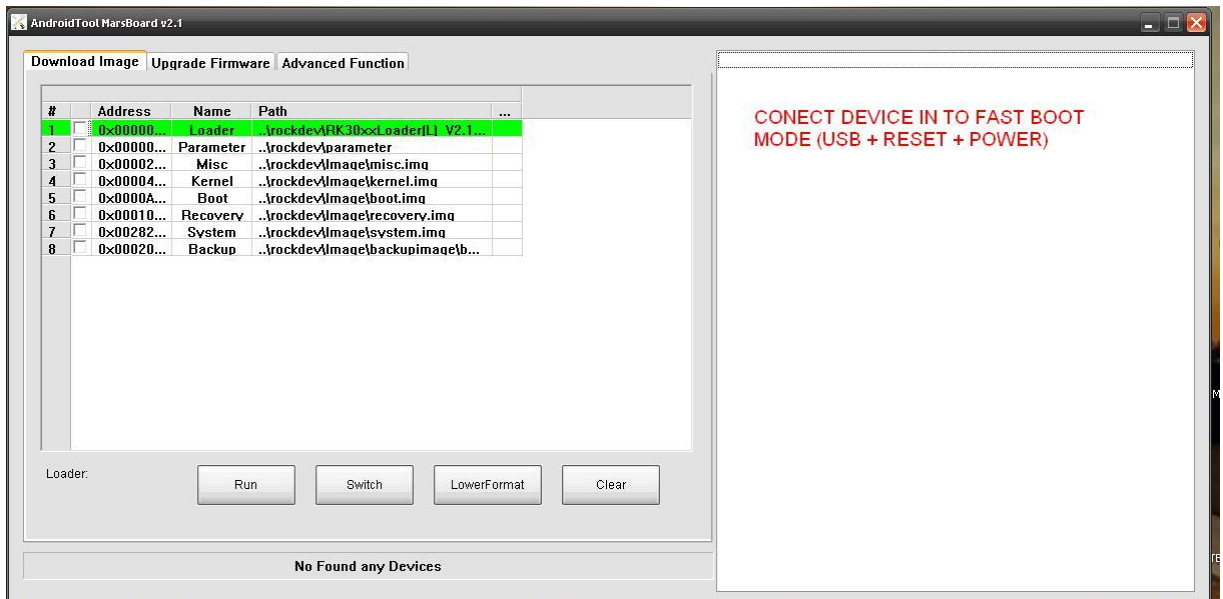 AndroidTool MarsBoard v2.1
Download Image Upgrade Firmware Advanced Function
# Address Name Path ...
1 0x00000... Loader ..\rockdev\RK30xxLoader(L)_V2.1...
2 0x00000... Parameter ..\rockdev\parameter
3 0x00002... Misc ..\rockdev\Image\misc.img
4 0x00004... Kernel ..\rockdev\Image\kernel.img
5 0x0000A... Boot ..\rockdev\Image\boot.img
6 0x00010... Recovery ..\rockdev\Image\recovery.img
7 0x00282... System ..\rockdev\Image\system.img
8 0x00020... Backup ..\rockdev\Image\backupimage\b...
Loader:
Run Switch LowerFormat Clear
No Found any Devices
CONECT DEVICE IN TO FAST BOOT
MODE (USB + RESET + POWER)